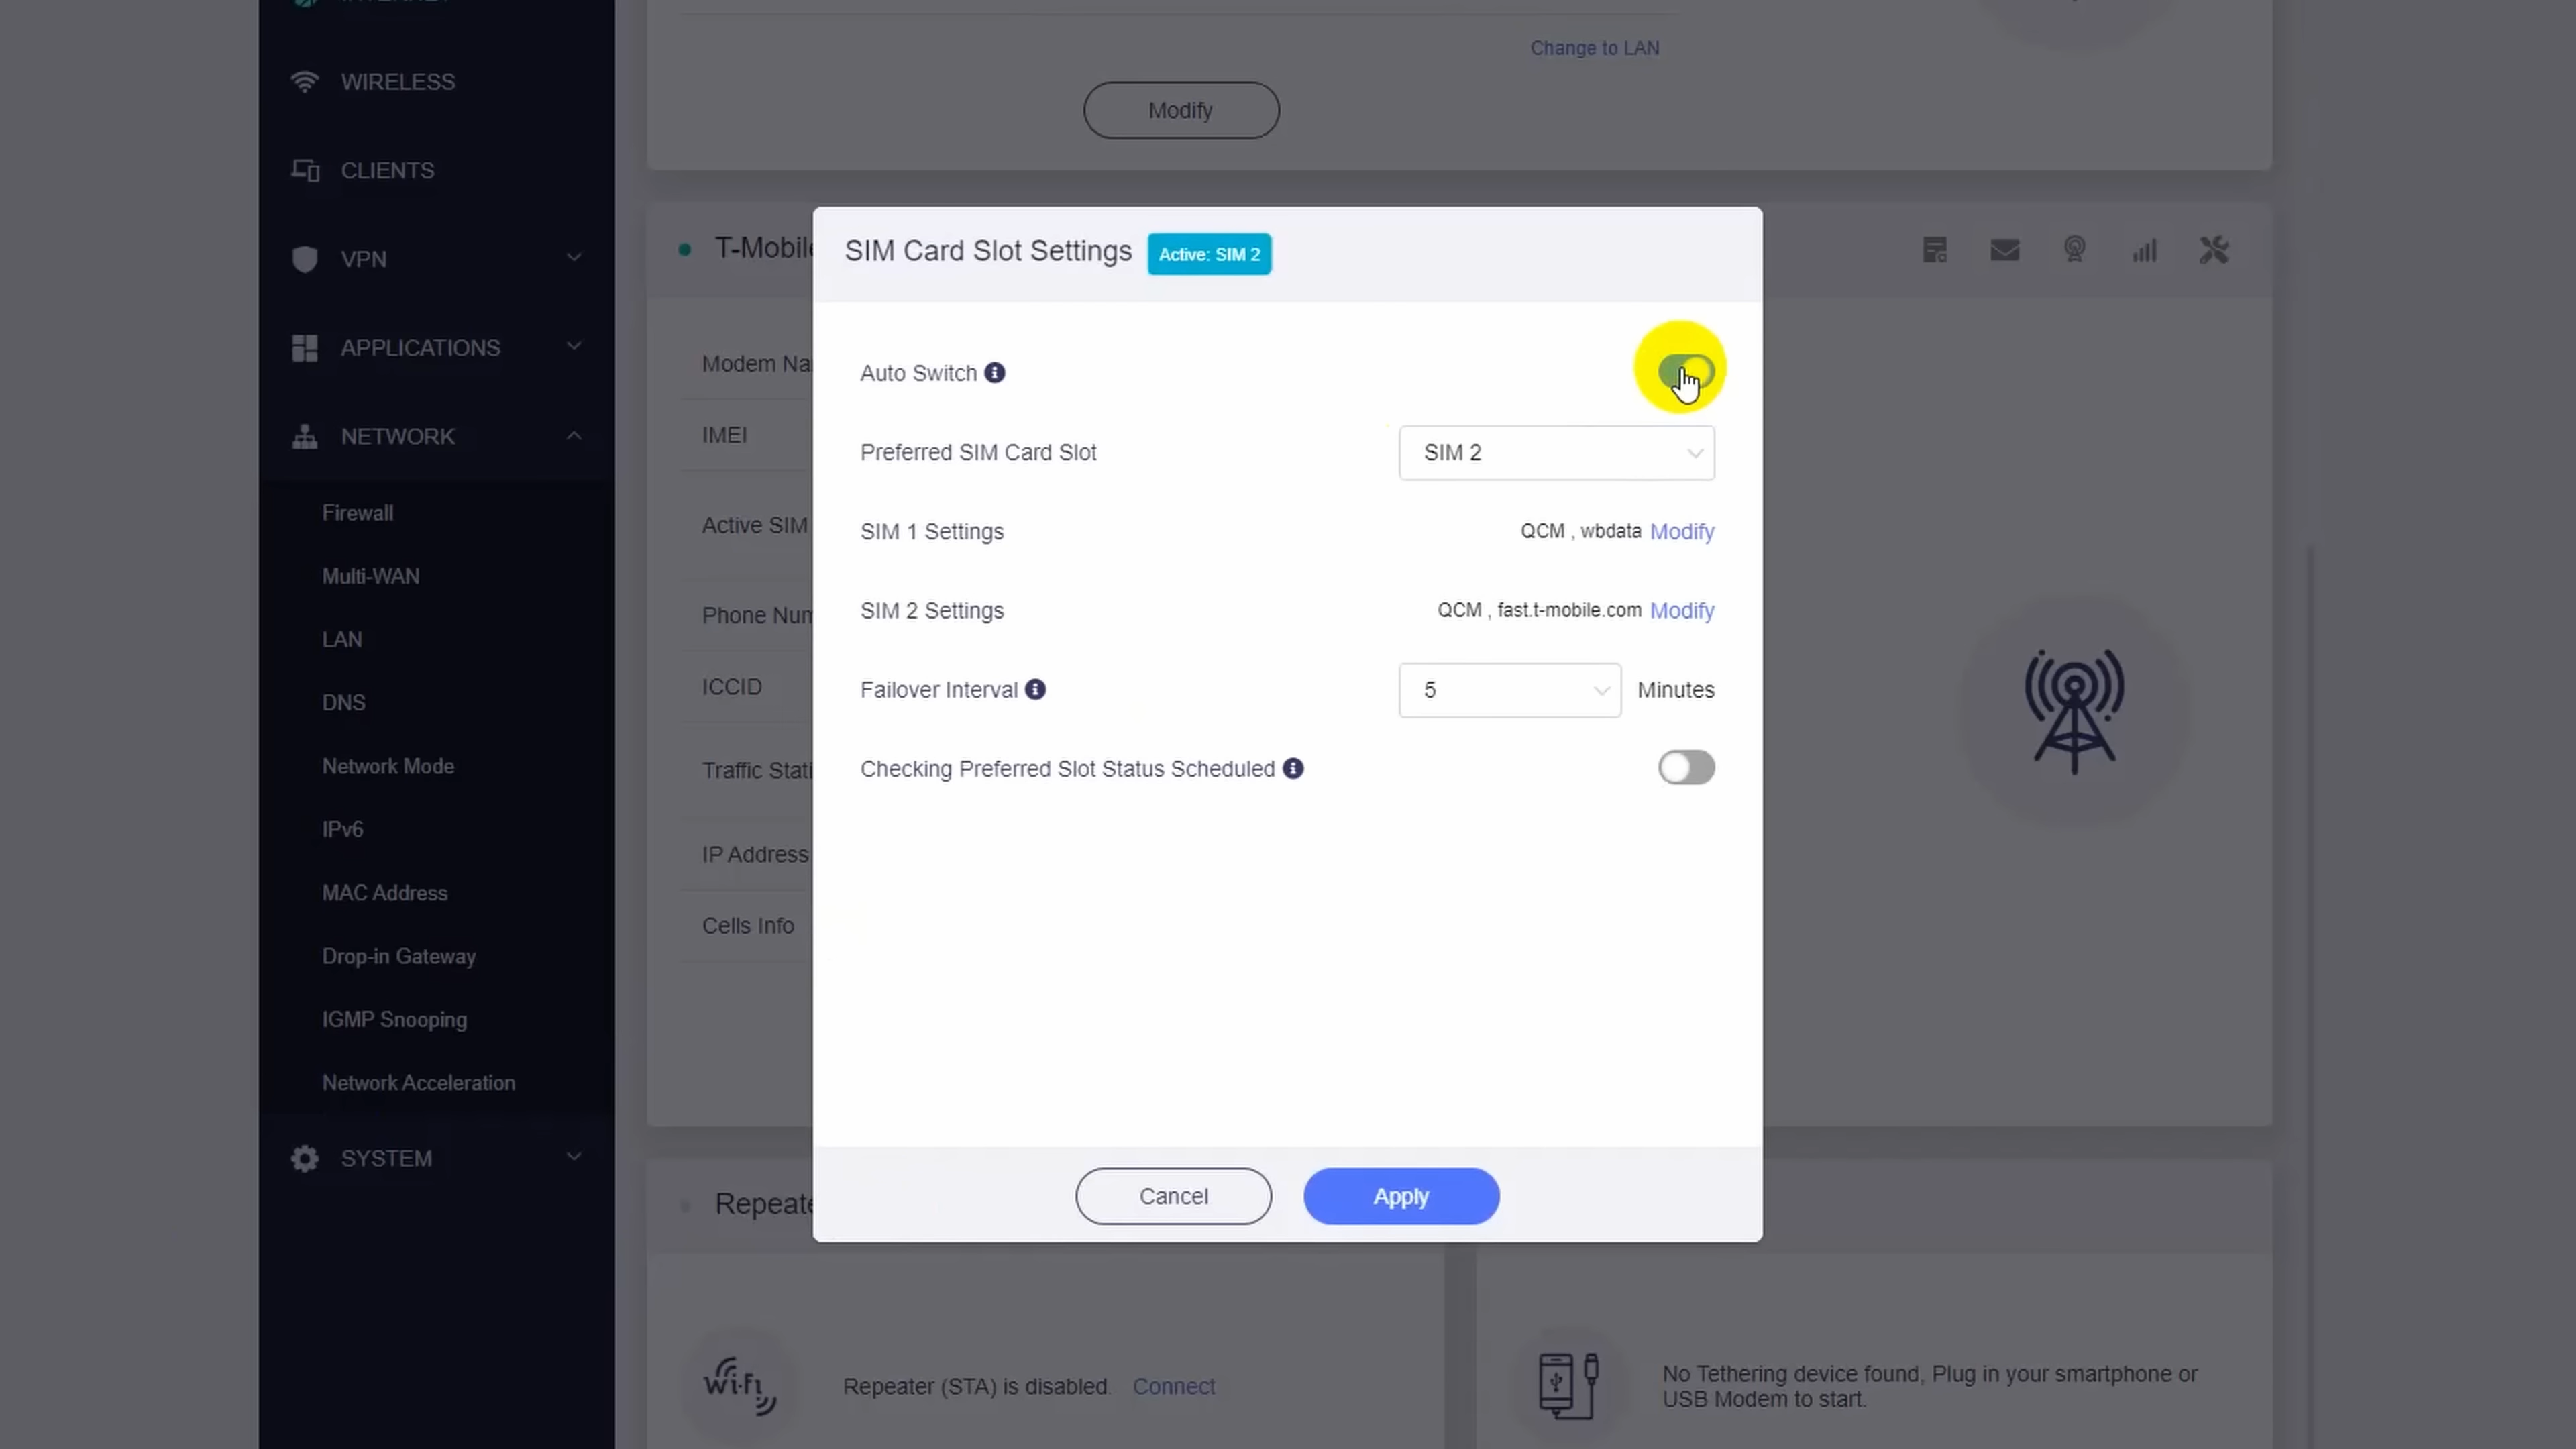 WIRELESS
CLIENTS
VPN
APPLICATIONS
NETWORK
Firewall
Multi-WAN
LAN
DNS
Network Mode
IPv6
MAC Address
Drop-in Gateway
IGMP Snooping
Network Acceleration
SYSTEM
Change to LAN
Modify
T-Mobile
Modem Na
IMEI
Active SIM
Phone Num
ICCID
Traffic Stati
IP Address
Cells Info
SIM Card Slot Settings Active: SIM 2
Auto Switch
Preferred SIM Card Slot SIM 2
SIM 1 Settings QCM , wbdata Modify
SIM 2 Settings QCM , fast.t-mobile.com Modify
Failover Interval 5 Minutes
Checking Preferred Slot Status Scheduled
Cancel Apply
Repeate
Wi-Fi
Repeater (STA) is disabled. Connect
No Tethering device found, Plug in your smartphone or
USB Modem to start.